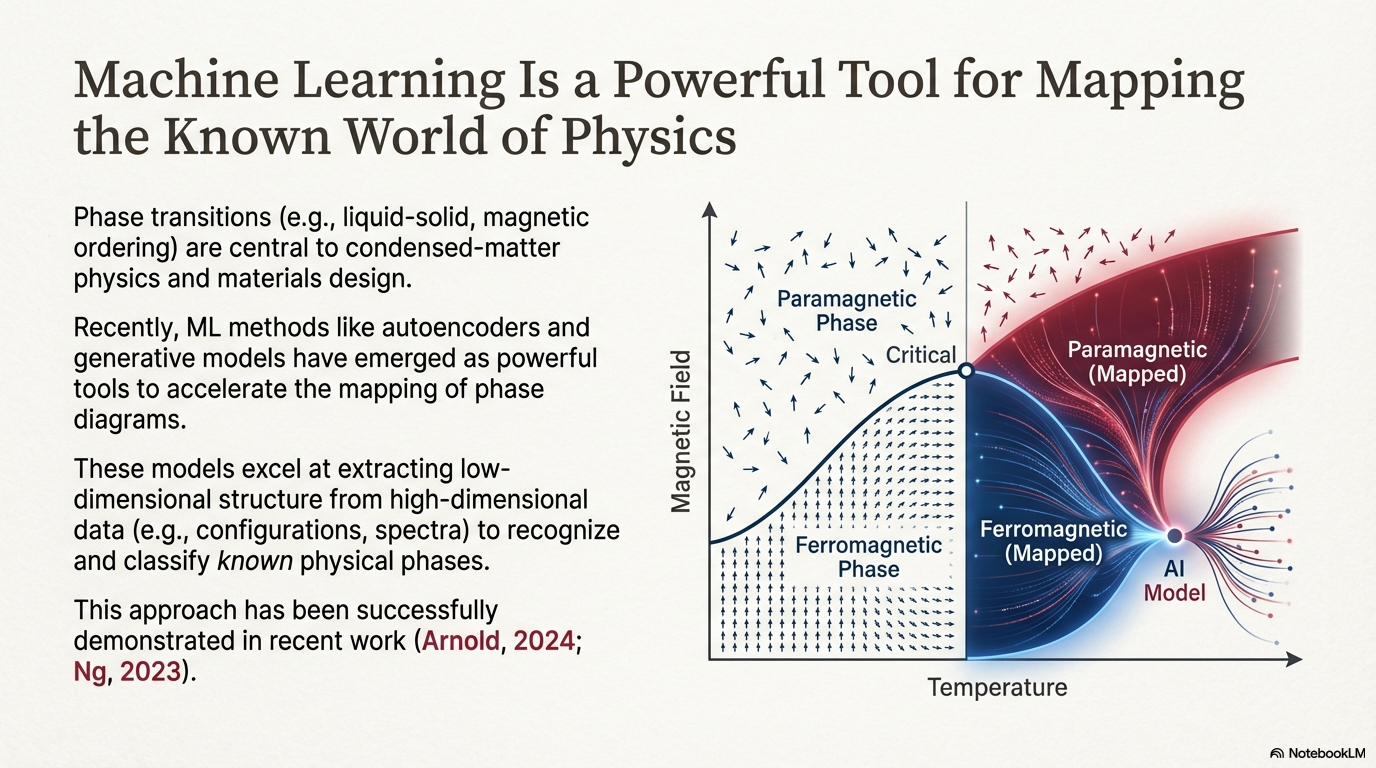 Machine Learning Is a Powerful Tool for Mapping
the Known World of Physics
Phase transitions (e.g., liquid-solid, magnetic
ordering) are central to condensed-matter
physics and materials design.
Recently, ML methods like autoencoders and
generative models have emerged as powerful
tools to accelerate the mapping of phase
diagrams.
These models excel at extracting low-
dimensional structure from high-dimensional
data (e.g., configurations, spectra) to recognize
and classify known physical phases.
This approach has been successfully
demonstrated in recent work (Arnold, 2024;
Ng, 2023).
Magnetic Field
Paramagnetic
Phase
Critical
Paramagnetic
(Mapped)
Ferromagnetic
Phase
Ferromagnetic
(Mapped)
AI
Model
Temperature
NotebookLM